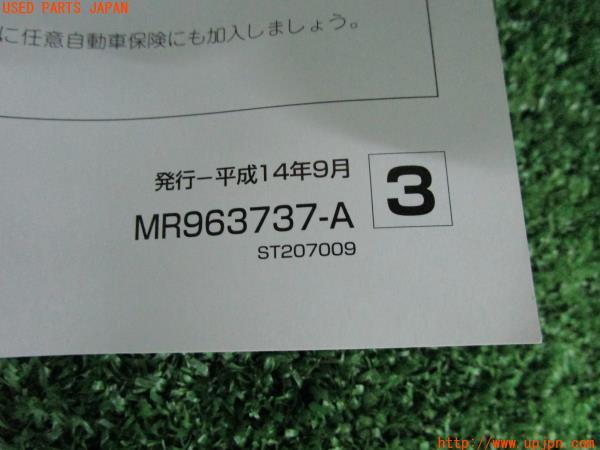 USED PARTS JAPAN
に任意自動車保険にも加入しましょう。
発行ー平成14年9月
3
MR963737-A
ST207009
http://www.upjpn.com